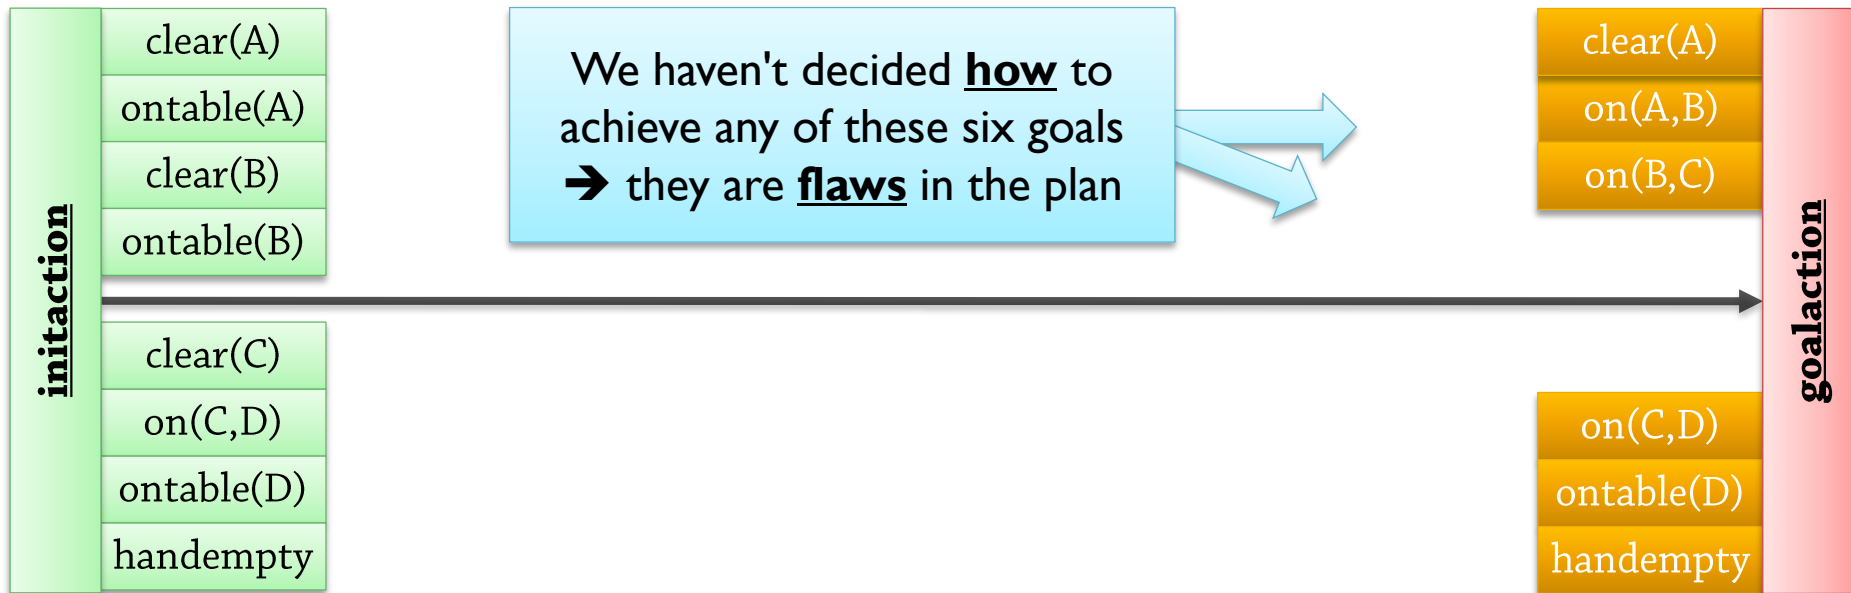 initaction
clear(A)
ontable(A)
clear(B)
ontable(B)
clear(C)
on(C,D)
ontable(D)
handempty
We haven't decided how to
achieve any of these six goals
➔ they are flaws in the plan
clear(A)
on(A,B)
on(B,C)
on(C,D)
ontable(D)
handempty
goalaction